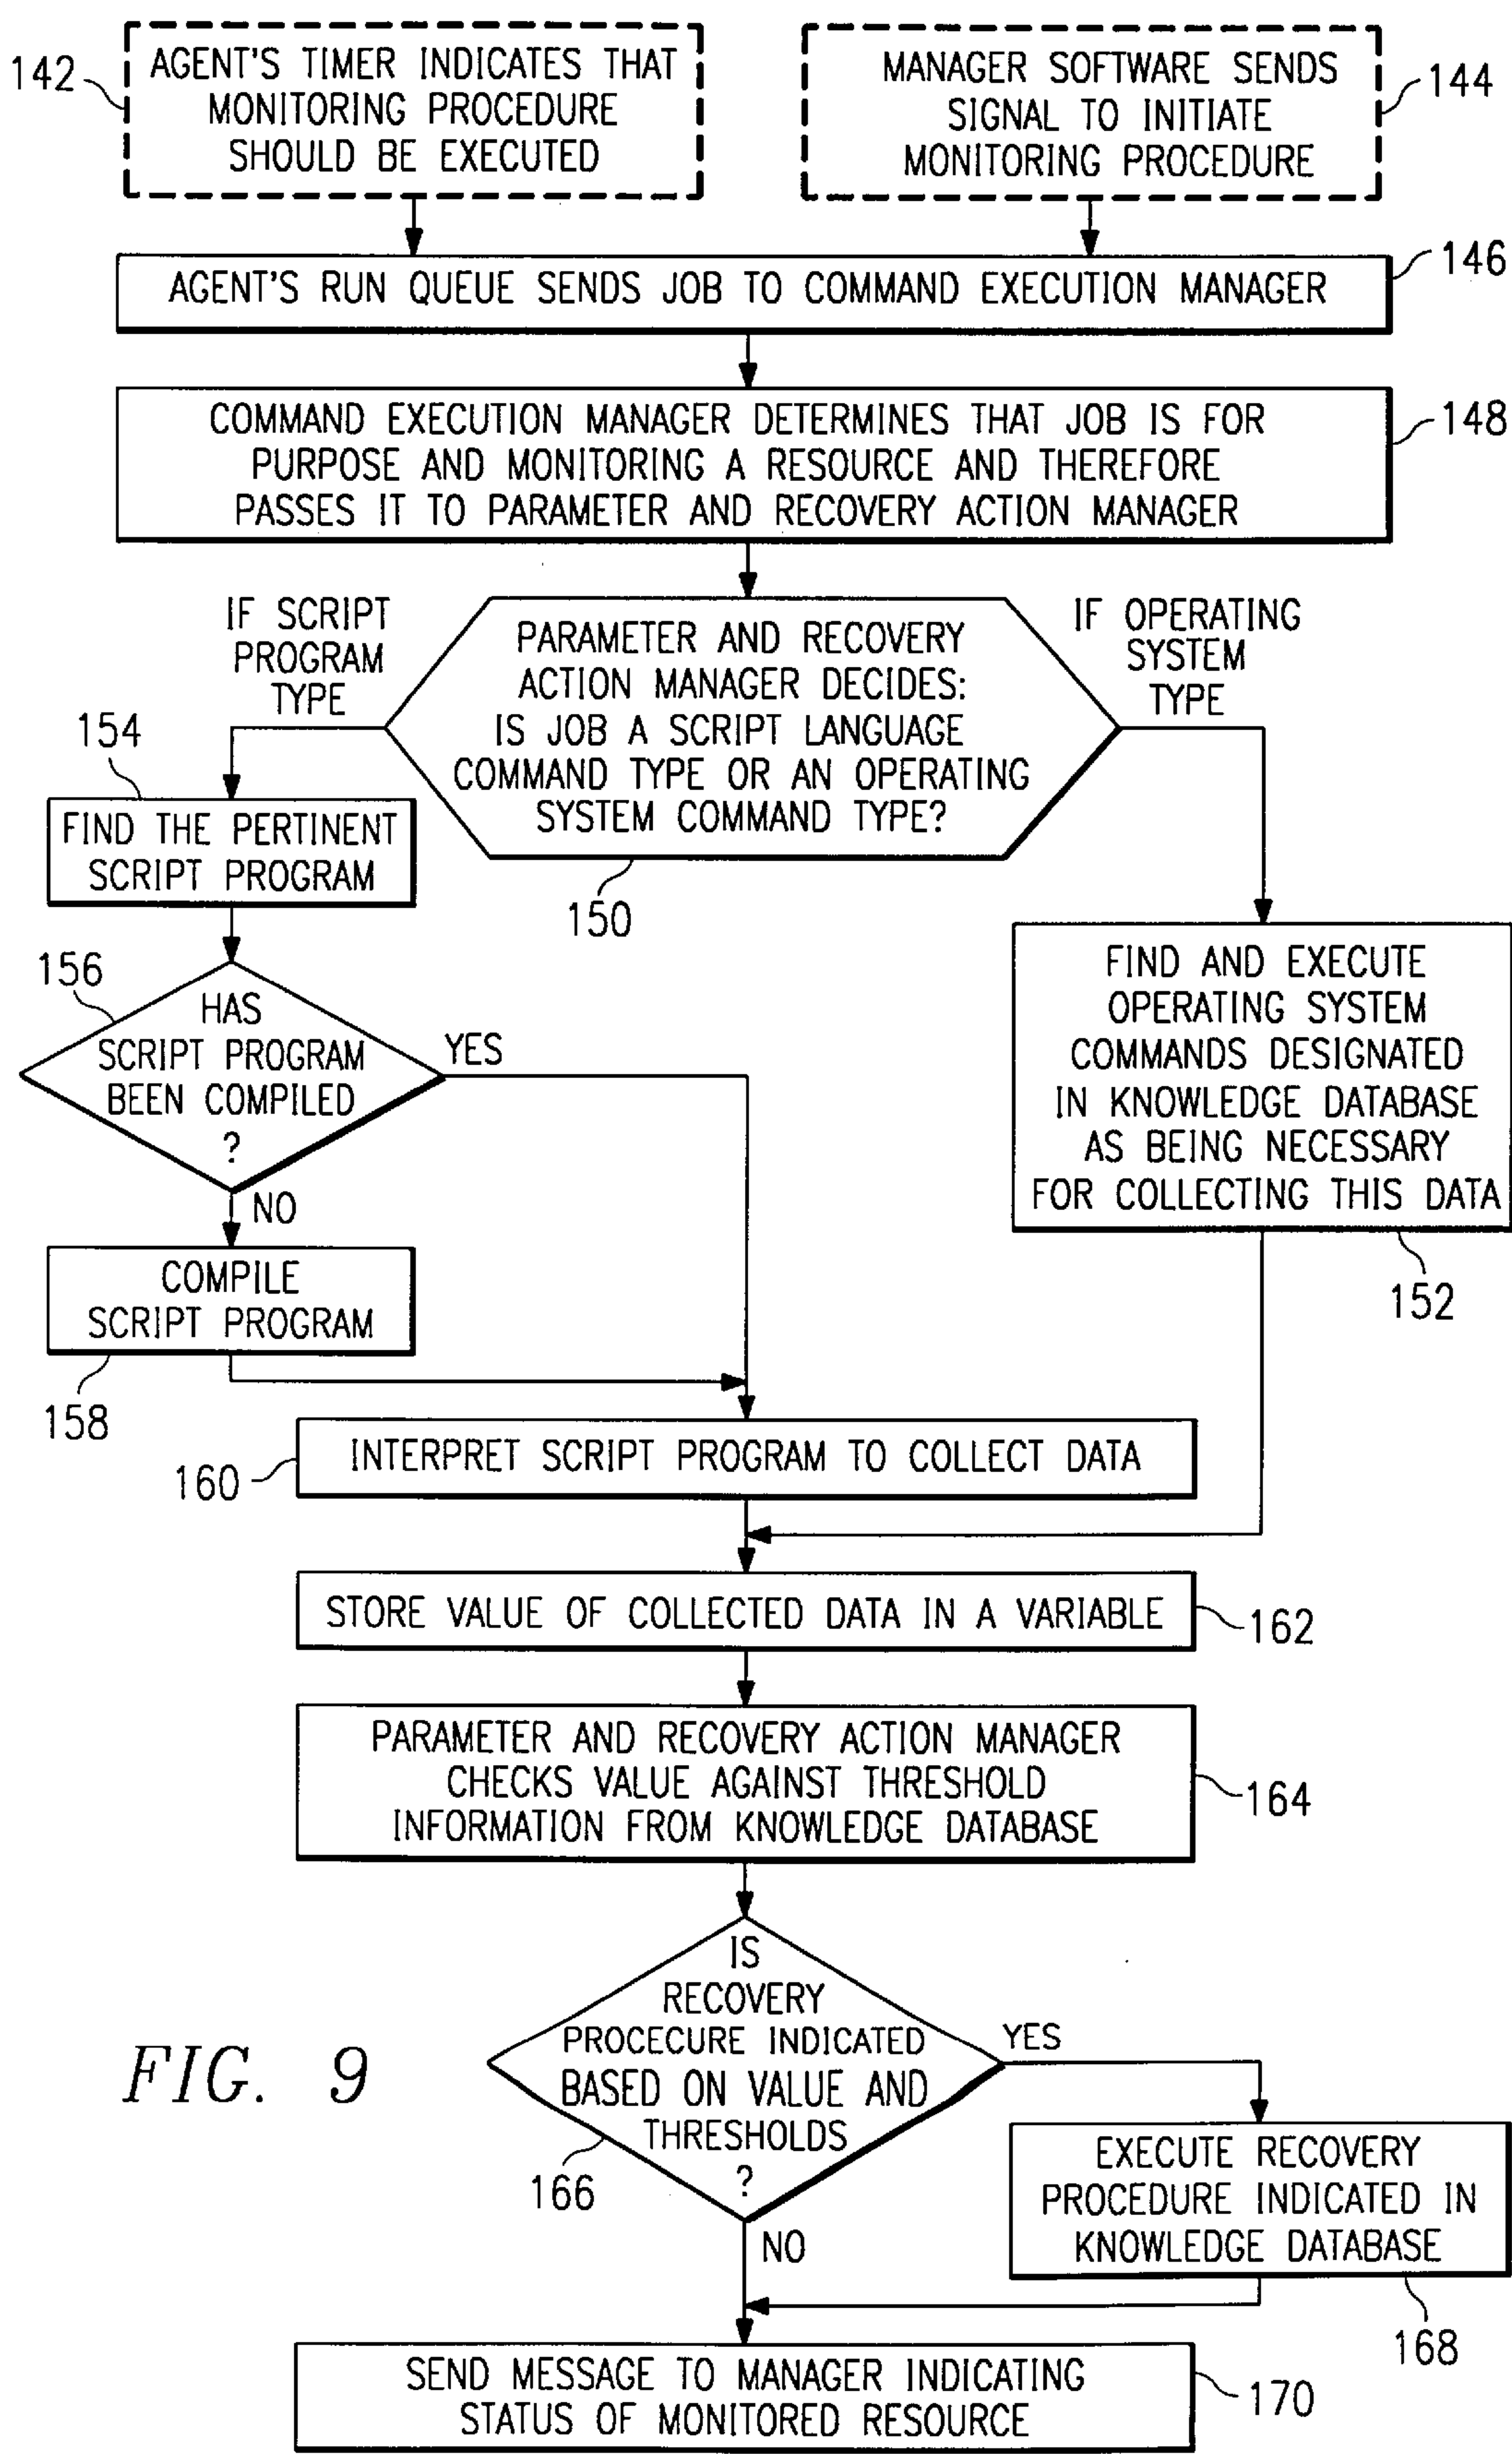 142
AGENT'S TIMER INDICATES THAT
MONITORING PROCEDURE
SHOULD BE EXECUTED
MANAGER SOFTWARE SENDS
SIGNAL TO INITIATE
MONITORING PROCEDURE
144
AGENT'S RUN QUEUE SENDS JOB TO COMMAND EXECUTION MANAGER
146
COMMAND EXECUTION MANAGER DETERMINES THAT JOB IS FOR
PURPOSE AND MONITORING A RESOURCE AND THEREFORE
PASSES IT TO PARAMETER AND RECOVERY ACTION MANAGER
148
IF SCRIPT
PROGRAM
TYPE
PARAMETER AND RECOVERY
ACTION MANAGER DECIDES:
IS JOB A SCRIPT LANGUAGE
COMMAND TYPE OR AN OPERATING
SYSTEM COMMAND TYPE?
150
IF OPERATING
SYSTEM
TYPE
154
FIND THE PERTINENT
SCRIPT PROGRAM
156
HAS
SCRIPT PROGRAM
BEEN COMPILED
?
YES
NO
FIND AND EXECUTE
OPERATING SYSTEM
COMMANDS DESIGNATED
IN KNOWLEDGE DATABASE
AS BEING NECESSARY
FOR COLLECTING THIS DATA
152
COMPILE
SCRIPT PROGRAM
158
INTERPRET SCRIPT PROGRAM TO COLLECT DATA
160
STORE VALUE OF COLLECTED DATA IN A VARIABLE
162
PARAMETER AND RECOVERY ACTION MANAGER
CHECKS VALUE AGAINST THRESHOLD
INFORMATION FROM KNOWLEDGE DATABASE
164
IS
RECOVERY
PROCECURE INDICATED
BASED ON VALUE AND
THRESHOLDS
?
166
YES
NO
FIG. 9
EXECUTE RECOVERY
PROCEDURE INDICATED IN
KNOWLEDGE DATABASE
168
SEND MESSAGE TO MANAGER INDICATING
STATUS OF MONITORED RESOURCE
170